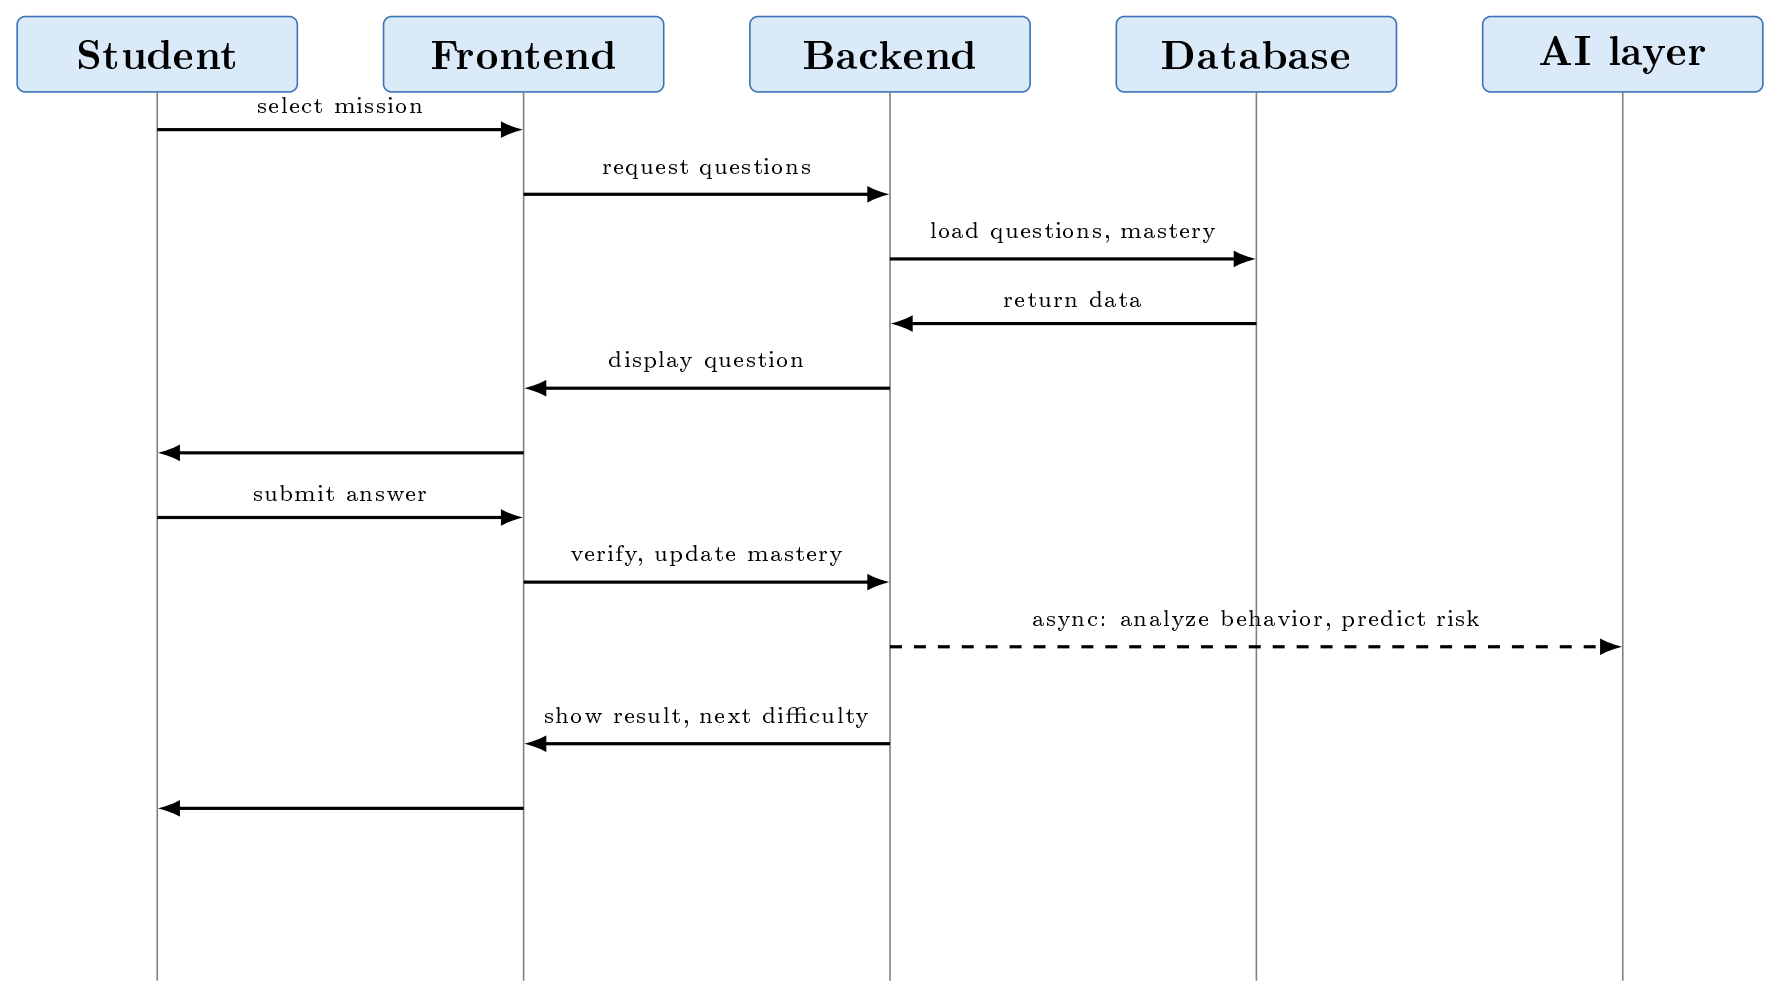 Student
Frontend
Backend
Database
AI layer
select mission
request questions
load questions, mastery
return data
display question
submit answer
verify, update mastery
async: analyze behavior, predict risk
show result, next difficulty